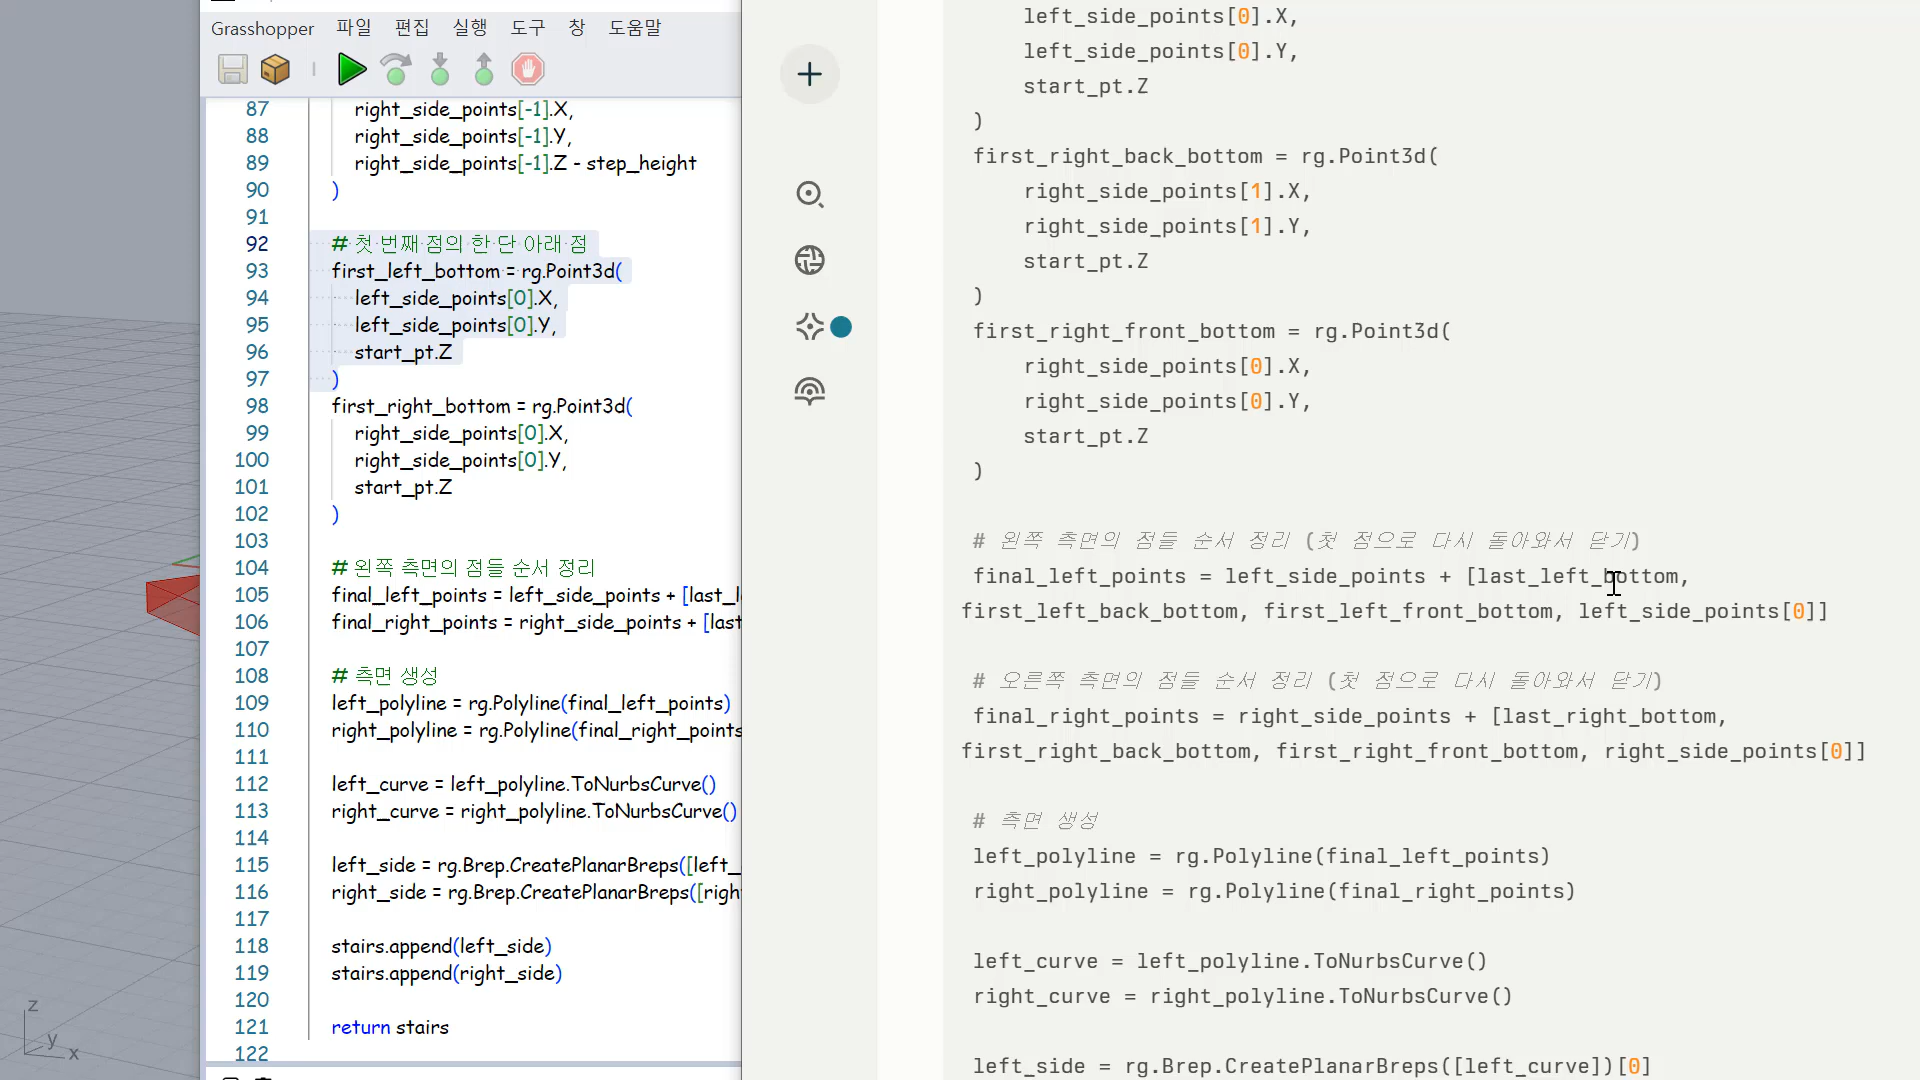 Grasshopper 파일 편집 실행 도구 창 도움말
87 right_side_points[-1].X,
88 right_side_points[-1].Y,
89 right_side_points[-1].Z - step_height
90 )
91
92 # 첫 번째 점의 한 단 아래 점
93 first_left_bottom = rg.Point3d(
94 left_side_points[0].X,
95 left_side_points[0].Y,
96 start_pt.Z
97 )
98 first_right_bottom = rg.Point3d(
99 right_side_points[0].X,
100 right_side_points[0].Y,
101 start_pt.Z
102 )
103
104 # 왼쪽 측면의 점들 순서 정리
105 final_left_points = left_side_points + [last_l
106 final_right_points = right_side_points + [last
107
108 # 측면 생성
109 left_polyline = rg.Polyline(final_left_points)
110 right_polyline = rg.Polyline(final_right_points
111
112 left_curve = left_polyline.ToNurbsCurve()
113 right_curve = right_polyline.ToNurbsCurve()
114
115 left_side = rg.Brep.CreatePlanarBreps([left_
116 right_side = rg.Brep.CreatePlanarBreps([righ
117
118 stairs.append(left_side)
119 stairs.append(right_side)
120
121 return stairs
122
z
y
x
left_side_points[0].X,
left_side_points[0].Y,
start_pt.Z
)
first_right_back_bottom = rg.Point3d(
right_side_points[1].X,
right_side_points[1].Y,
start_pt.Z
)
first_right_front_bottom = rg.Point3d(
right_side_points[0].X,
right_side_points[0].Y,
start_pt.Z
)
# 왼쪽 측면의 점들 순서 정리 (첫 점으로 다시 돌아와서 닫기)
final_left_points = left_side_points + [last_left_bottom,
first_left_back_bottom, first_left_front_bottom, left_side_points[0]]
# 오른쪽 측면의 점들 순서 정리 (첫 점으로 다시 돌아와서 닫기)
final_right_points = right_side_points + [last_right_bottom,
first_right_back_bottom, first_right_front_bottom, right_side_points[0]]
# 측면 생성
left_polyline = rg.Polyline(final_left_points)
right_polyline = rg.Polyline(final_right_points)
left_curve = left_polyline.ToNurbsCurve()
right_curve = right_polyline.ToNurbsCurve()
left_side = rg.Brep.CreatePlanarBreps([left_curve])[0]